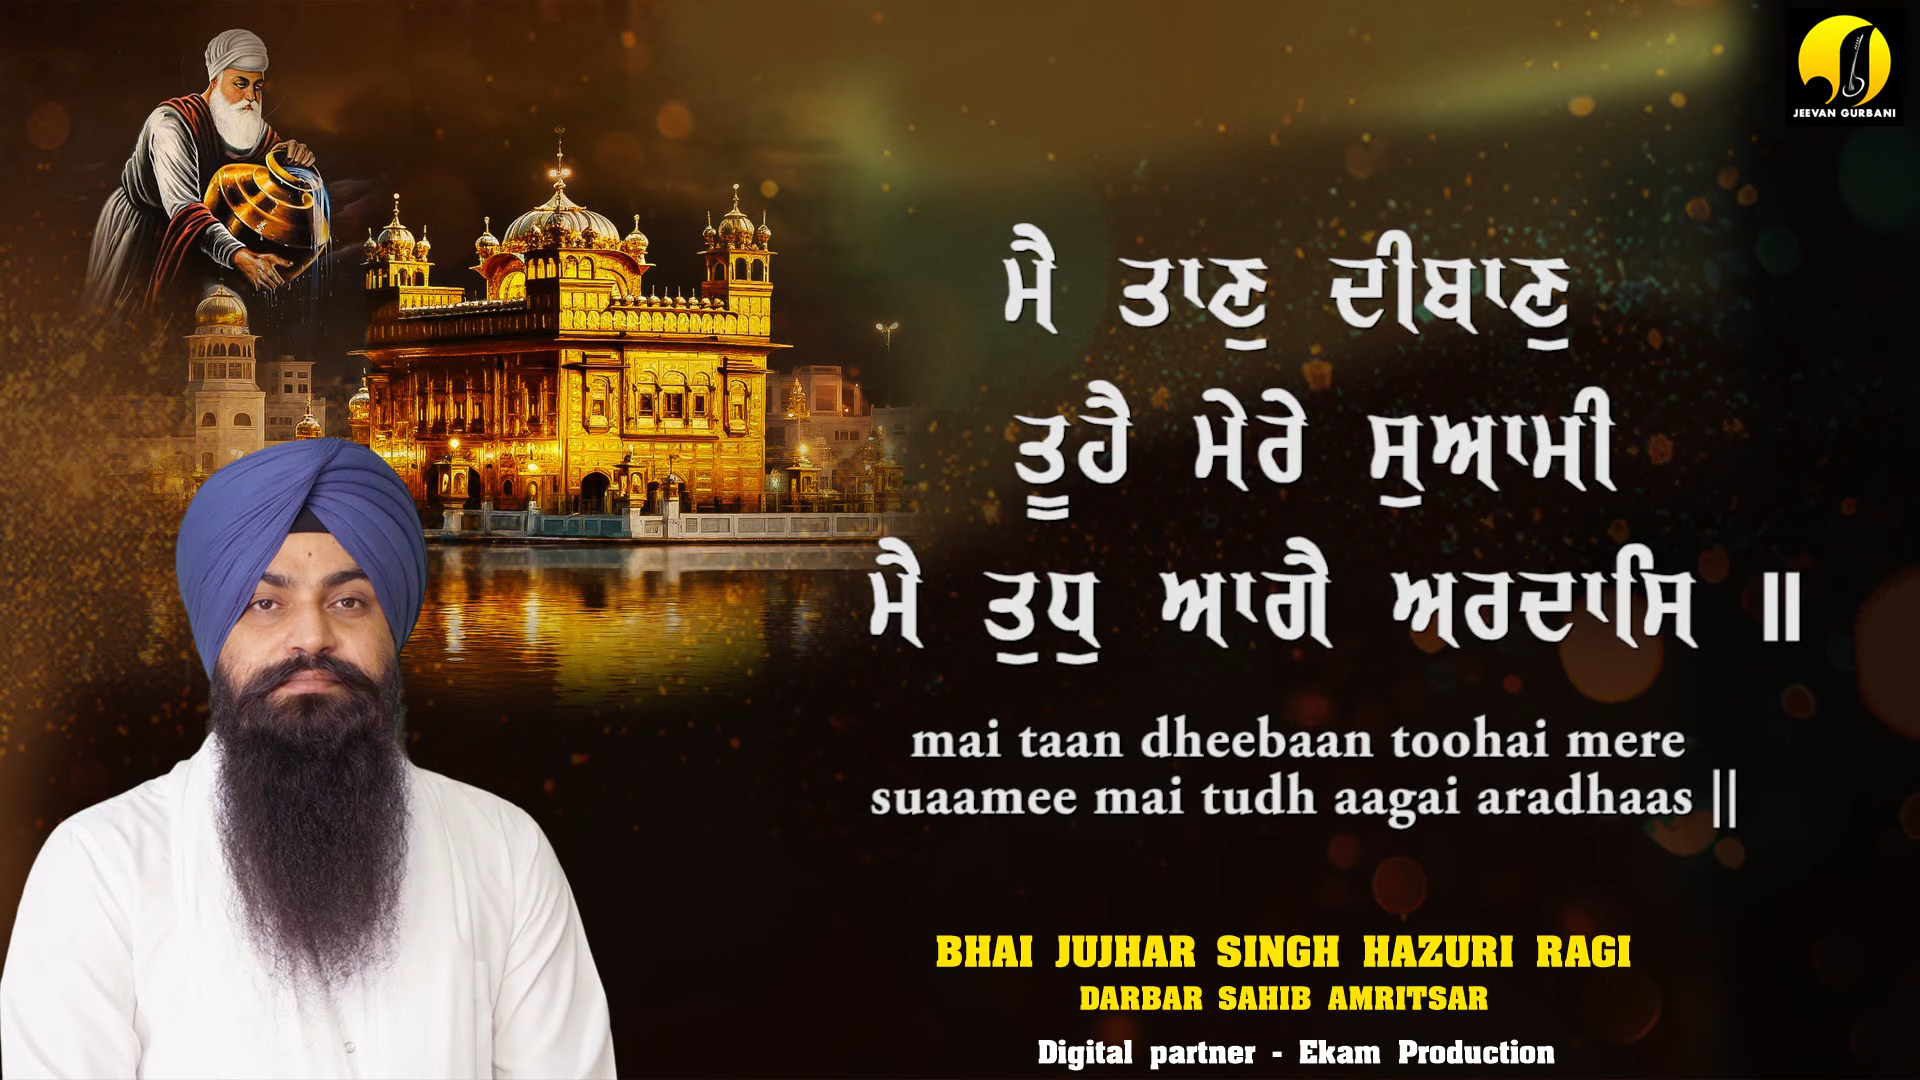 JEEVAN GURBANI
ਮੈ ਤਾਣੁ ਦੀਬਾਣੁ
ਤੂਹੈ ਮੇਰੇ ਸੁਆਮੀ
ਮੈ ਤੁਧੁ ਆਗੈ ਅਰਦਾਸਿ ॥
mai taan dheebaan toohai mere
suaamee mai tudh aagai aradhaas ||
BHAI JUJHAR SINGH HAZURI RAGI
DARBAR SAHIB AMRITSAR
Digital partner - Ekam Production